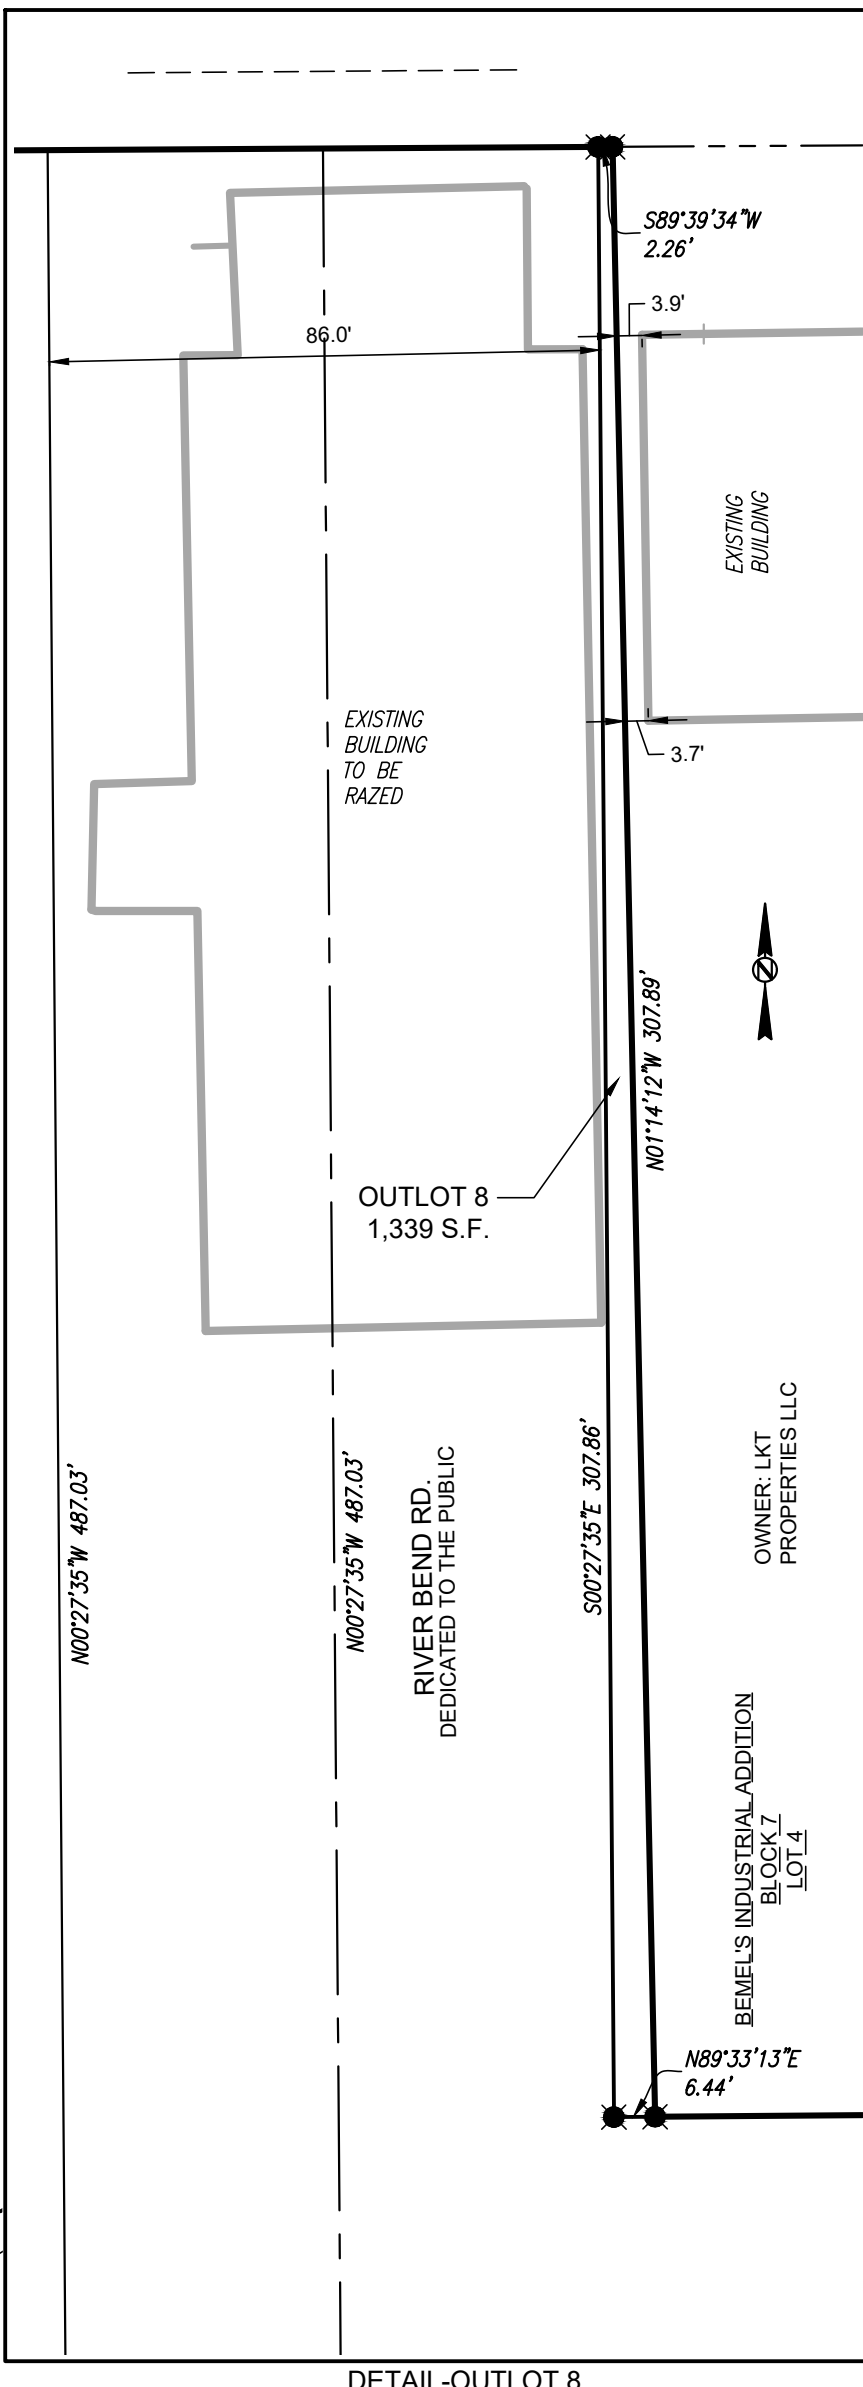 S89°39'34"W
2.26'
3.9'
86.0'
EXISTING
BUILDING
EXISTING
BUILDING
TO BE
RAZED
3.7'
N
N01°14'12"W 307.89'
OUTLOT 8
1,339 S.F.
OWNER: LKT
PROPERTIES LLC
N00°27'35"W 487.03'
N00°27'35"W 487.03'
RIVER BEND RD.
DEDICATED TO THE PUBLIC
S00°27'35"E 307.86'
BEMEL'S INDUSTRIAL ADDITION
BLOCK 7
LOT 4
N89°33'13"E
6.44'
DETAIL-OUTLOT 8